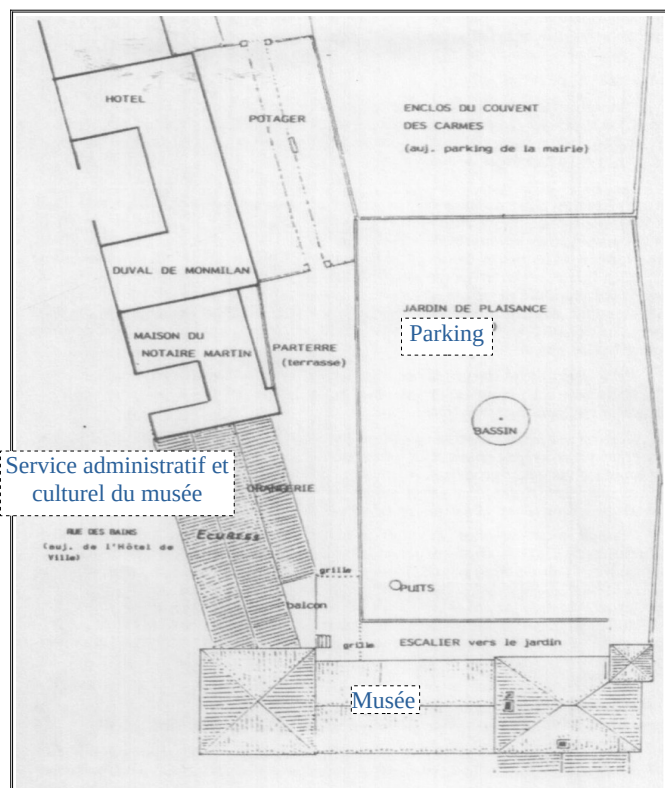 HOTEL
POTAGER
ENCLOS DU COUVENT
DES CARMES
(auj. parking de la mairie)
DUVAL DE MONMILAN
JARDIN DE PLAISANCE
Parking
)
MAISON DU
NOTAIRE MARTIN
PARTERRE
(terrasse)
BASSIN
Service administratif et
culturel du musée
ORANGERIE
RUE DES BAINS
(auj. de l'Hôtel de
Ville)
ECURIES
grille
PUITS
balcon
grille
ESCALIER vers le jardin
Musée